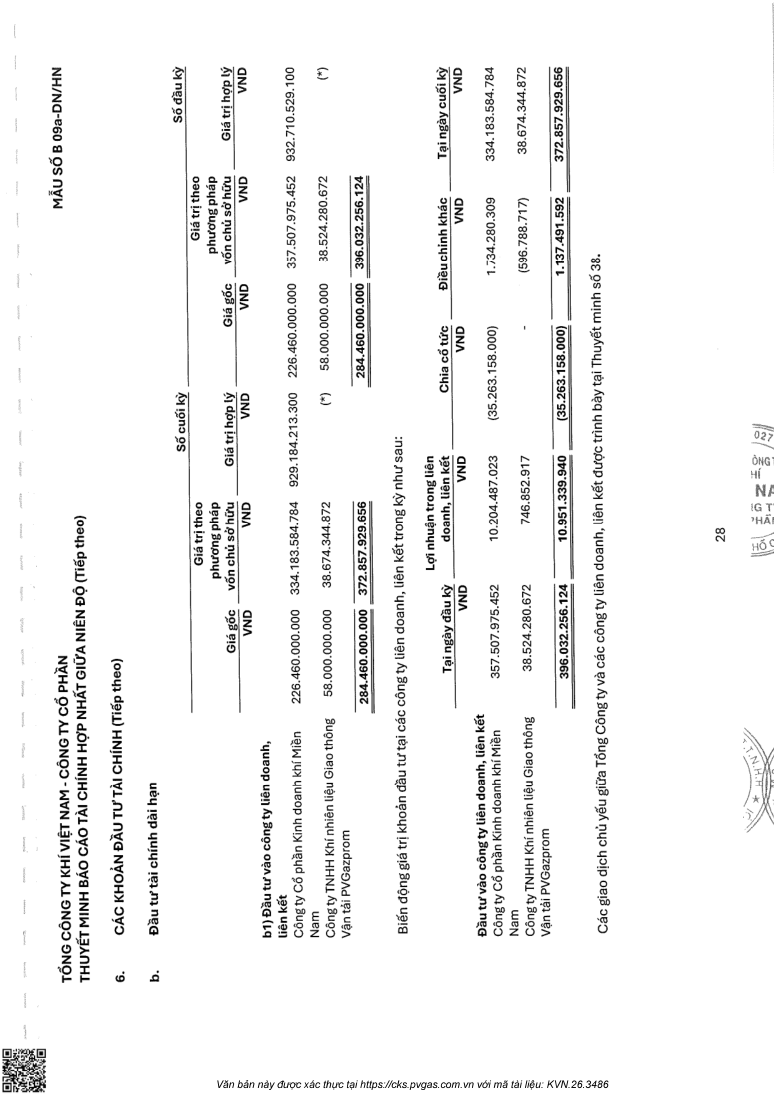 TỔNG CÔNG TY KHÍ VIỆT NAM - CÔNG TY CỔ PHẦN
THUYẾT MINH BÁO CÁO TÀI CHÍNH HỢP NHẤT GIỮA NIÊN ĐỘ (Tiếp theo)
MẪU SỐ B 09a-DN/HN
6. CÁC KHOẢN ĐẦU TƯ TÀI CHÍNH (Tiếp theo)
b. Đầu tư tài chính dài hạn
Số cuối kỳ Số đầu kỳ
Giá trị theo Giá trị theo
phương pháp phương pháp
Giá gốc vốn chủ sở hữu Giá trị hợp lý Giá gốc vốn chủ sở hữu Giá trị hợp lý
VND VND VND VND VND VND
b1) Đầu tư vào công ty liên doanh,
liên kết
Công ty Cổ phần Kinh doanh khí Miền 226.460.000.000 334.183.584.784 929.184.213.300 226.460.000.000 357.507.975.452 932.710.529.100
Nam
Công ty TNHH Khí nhiên liệu Giao thông 58.000.000.000 38.674.344.872 (*) 58.000.000.000 38.524.280.672 (*)
Vận tải PVGazprom
284.460.000.000 372.857.929.656 284.460.000.000 396.032.256.124
Biến động giá trị khoản đầu tư tại các công ty liên doanh, liên kết trong kỳ như sau:
Lợi nhuận trong liên
Tại ngày đầu kỳ doanh, liên kết Chia cổ tức Điều chỉnh khác Tại ngày cuối kỳ
VND VND VND VND VND
Đầu tư vào công ty liên doanh, liên kết
Công ty Cổ phần Kinh doanh khí Miền 357.507.975.452 10.204.487.023 (35.263.158.000) 1.734.280.309 334.183.584.784
Nam
Công ty TNHH Khí nhiên liệu Giao thông 38.524.280.672 746.852.917 - (596.788.717) 38.674.344.872
Vận tải PVGazprom
396.032.256.124 10.951.339.940 (35.263.158.000) 1.137.491.592 372.857.929.656
Các giao dịch chủ yếu giữa Tổng Công ty và các công ty liên doanh, liên kết được trình bày tại Thuyết minh số 38.
28
Văn bản này được xác thực tại https://cks.pvgas.com.vn với mã tài liệu: KVN.26.3486